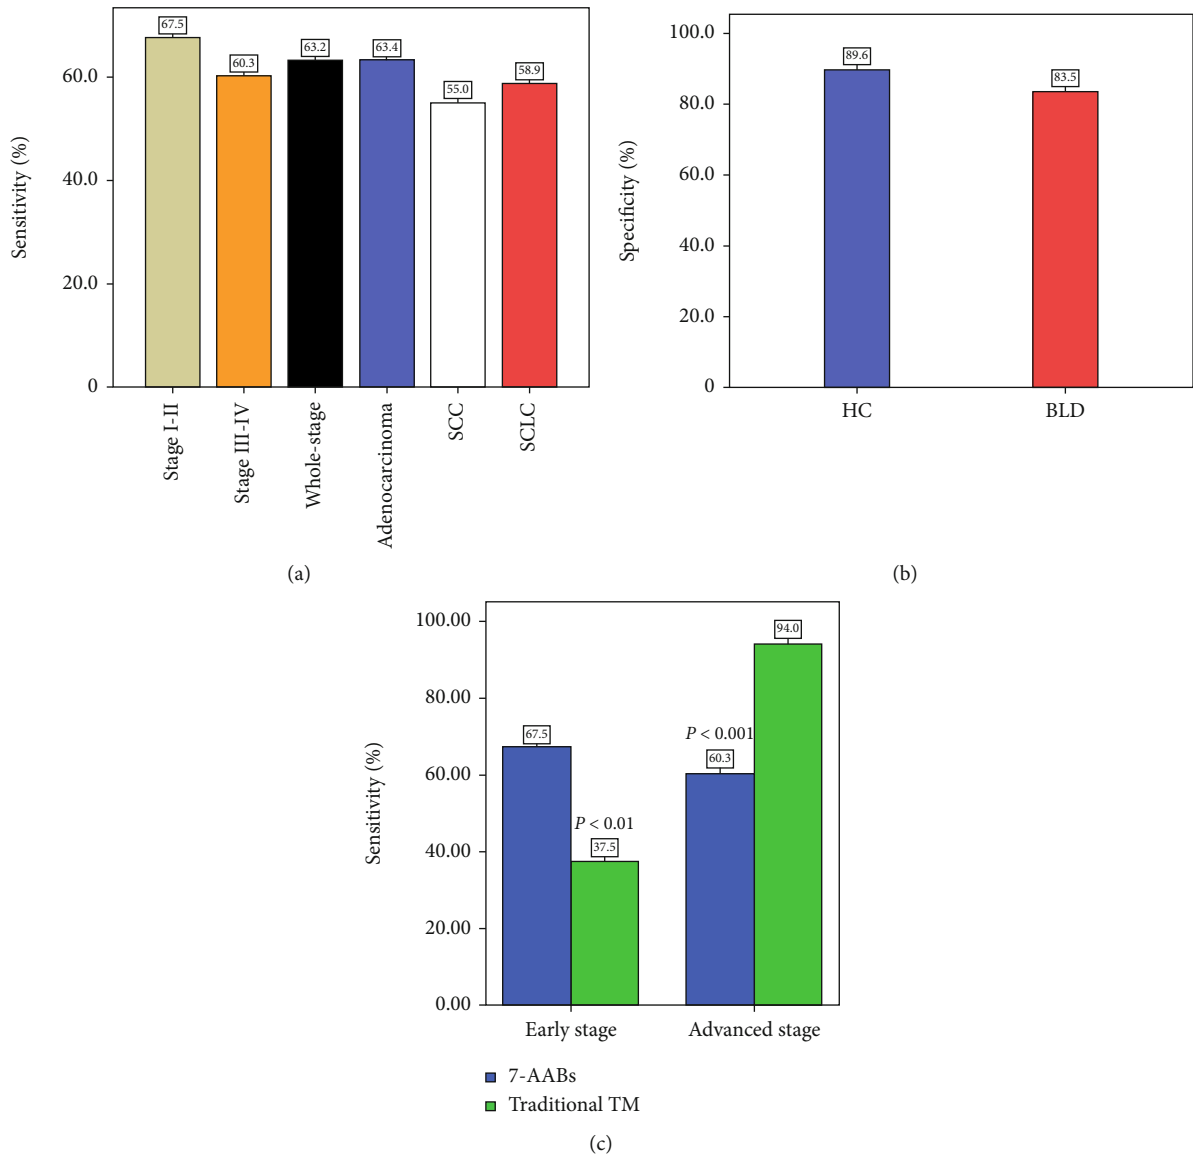 67.5
60.3
63.2
63.4
55.0
58.9
60.0
40.0
20.0
0
Sensitivity (%)
Stage I-II
Stage III-IV
Whole-stage
Adenocarcinoma
SCC
SCLC
(a)
100.0
80.0
60.0
40.0
20.0
0
Specificity (%)
89.6
83.5
HC
BLD
(b)
100.00
80.00
60.00
40.00
20.00
0.00
Sensitivity (%)
67.5
P < 0.01
37.5
P < 0.001
60.3
94.0
Early stage
Advanced stage
7-AABs
Traditional TM
(c)